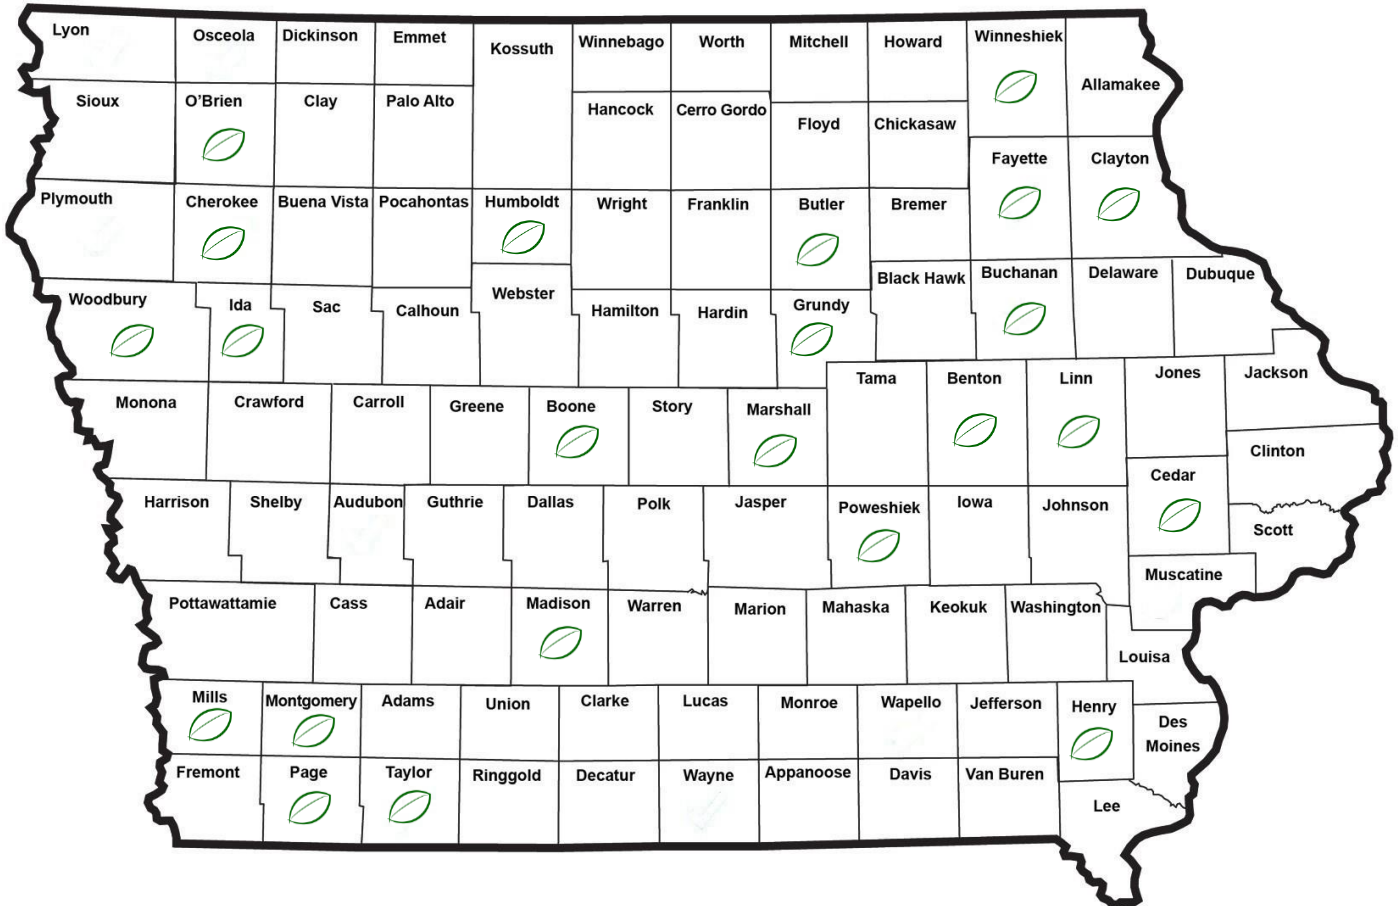 Lyon
Osceola
Dickinson
Emmet
Kossuth
Winnebago
Worth
Mitchell
Howard
Winneshiek
Allamakee
Sioux
O'Brien
Clay
Palo Alto
Hancock
Cerro Gordo
Floyd
Chickasaw
Fayette
Clayton
Plymouth
Cherokee
Buena Vista
Pocahontas
Humboldt
Wright
Franklin
Butler
Bremer
Black Hawk
Buchanan
Delaware
Dubuque
Woodbury
Ida
Sac
Calhoun
Webster
Hamilton
Hardin
Grundy
Tama
Benton
Linn
Jones
Jackson
Monona
Crawford
Carroll
Greene
Boone
Story
Marshall
Clinton
Cedar
Harrison
Shelby
Audubon
Guthrie
Dallas
Polk
Jasper
Poweshiek
Iowa
Johnson
Scott
Muscatine
Pottawattamie
Cass
Adair
Madison
Warren
Marion
Mahaska
Keokuk
Washington
Louisa
Mills
Montgomery
Adams
Union
Clarke
Lucas
Monroe
Wapello
Jefferson
Henry
Des
Moines
Fremont
Page
Taylor
Ringgold
Decatur
Wayne
Appanoose
Davis
Van Buren
Lee